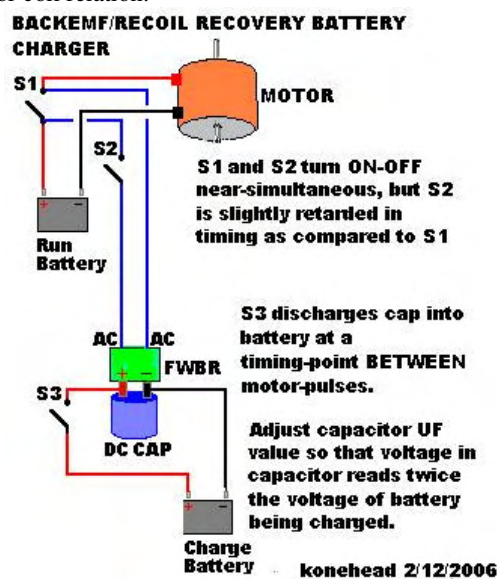 BACKEMF/RECOIL RECOVERY BATTERY
CHARGER
S1
MOTOR
S2
S1 and S2 turn ON-OFF
near-simultaneous, but S2
is slightly retarded in
timing as compared to S1
+ −
Run
Battery
S3 discharges cap into
battery at a
timing-point BETWEEN
motor-pulses.
AC AC
+ −
FWBR
S3
DC CAP
Adjust capacitor UF
value so that voltage in
capacitor reads twice
the voltage of battery
being charged.
+ −
Charge
Battery
konehead 2/12/2006